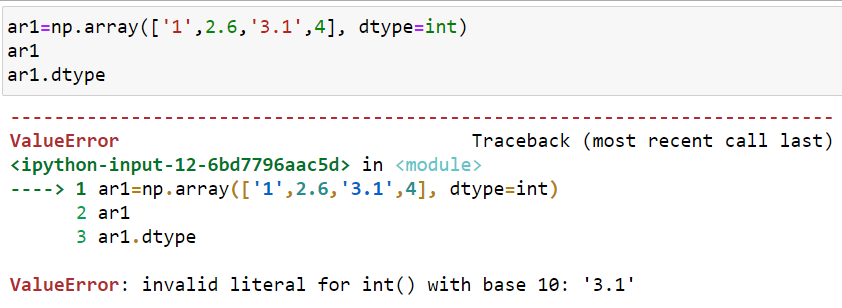 ar1=np.array(['1',2.6,'3.1',4], dtype=int)
ar1
ar1.dtype
---------------------------------------------------------------------------
ValueError                                Traceback (most recent call last)
<ipython-input-12-6bd7796aac5d> in <module>
----> 1 ar1=np.array(['1',2.6,'3.1',4], dtype=int)
      2 ar1
      3 ar1.dtype
ValueError: invalid literal for int() with base 10: '3.1'